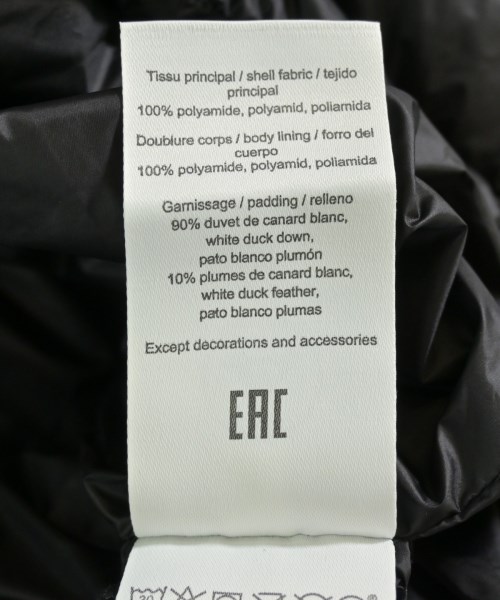 Tissu principal / shell fabric / tejido
principal
100% polyamide, polyamid, poliamida
Doublure corps / body lining / forro del
cuerpo
100% polyamide, polyamid, poliamida
Garnissage / padding / relleno
90% duvet de canard blanc,
white duck down,
pato blanco plumón
10% plumes de canard blanc,
white duck feather,
pato blanco plumas
Except decorations and accessories
EAC
30